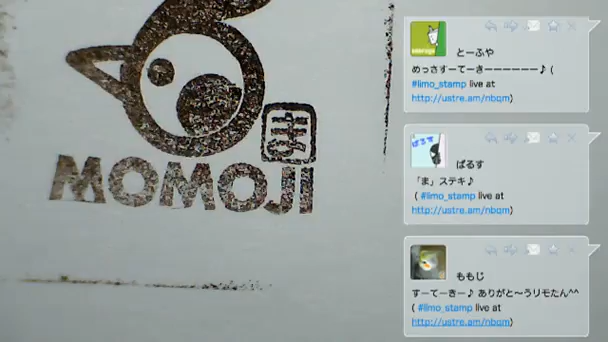 ま
MOMOJI
とーふや
めっさすーてーきーーーーーーー♪ (
#limo_stamp live at
http://ustre.am/nbqm)
ぱるす
「ま」ステキ♪
( #limo_stamp live at
http://ustre.am/nbqm)
ももじ
すーてーきー♪ ありがと〜うリモたん^^
( #limo_stamp live at
http://ustre.am/nbqm)